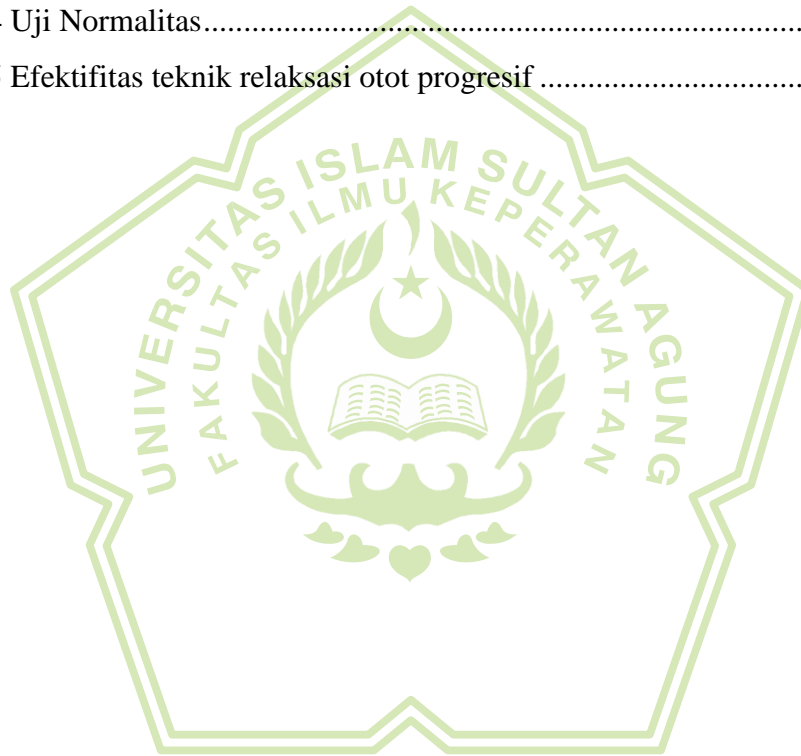 Uji Normalitas..........................................................................
Efektifitas teknik relaksasi otot progresif .................................
UNIVERSITAS ISLAM SULTAN AGUNG
FAKULTAS ILMU KEPERAWATAN